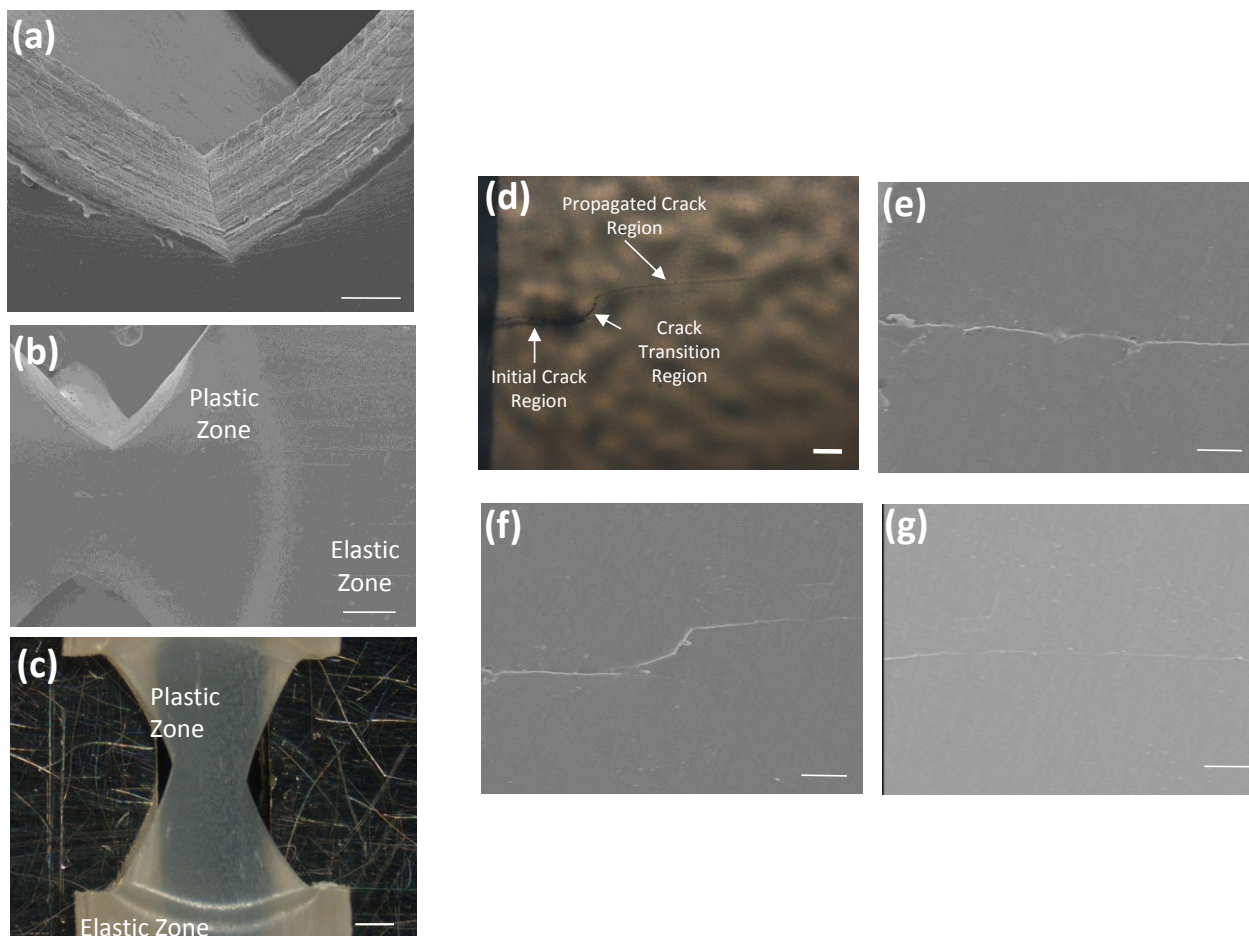 (a)
(b)
Plastic
Zone
Elastic
Zone
(c)
Plastic
Zone
Elastic Zone
(d)
Propagated Crack
Region
Crack
Transition
Region
Initial Crack
Region
(e)
(f)
(g)